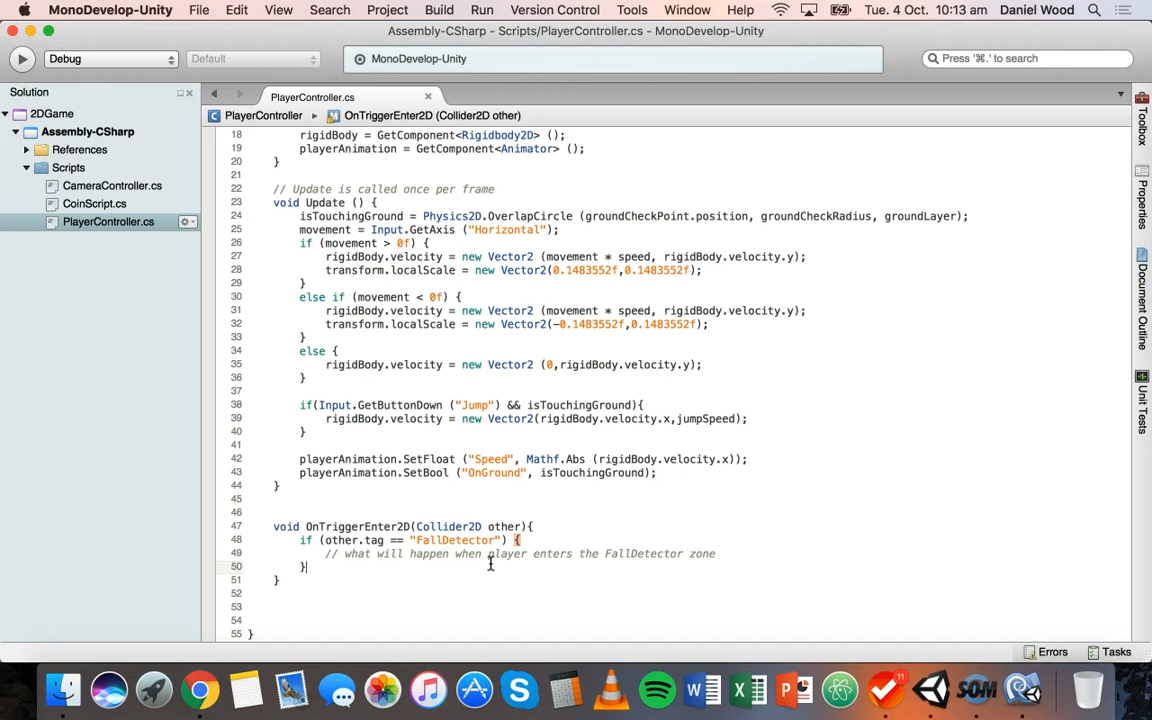 MonoDevelop-Unity File Edit View Search Project Build Run Version Control Tools Window Help Tue. 4 Oct. 10:13 am Daniel Wood
Assembly-CSharp - Scripts/PlayerController.cs - MonoDevelop-Unity
Debug Default MonoDevelop-Unity Press '⌘.' to search
Solution
2DGame
Assembly-CSharp
References
Scripts
CameraController.cs
CoinScript.cs
PlayerController.cs
PlayerController.cs
PlayerController OnTriggerEnter2D (Collider2D other)
18 rigidBody = GetComponent<Rigidbody2D> ();
19 playerAnimation = GetComponent<Animator> ();
20 }
21
22 // Update is called once per frame
23 void Update () {
24 isTouchingGround = Physics2D.OverlapCircle (groundCheckPoint.position, groundCheckRadius, groundLayer);
25 movement = Input.GetAxis ("Horizontal");
26 if (movement > 0f) {
27 rigidBody.velocity = new Vector2 (movement * speed, rigidBody.velocity.y);
28 transform.localScale = new Vector2(0.1483552f,0.1483552f);
29 }
30 else if (movement < 0f) {
31 rigidBody.velocity = new Vector2 (movement * speed, rigidBody.velocity.y);
32 transform.localScale = new Vector2(-0.1483552f,0.1483552f);
33 }
34 else {
35 rigidBody.velocity = new Vector2 (0,rigidBody.velocity.y);
36 }
37
38 if(Input.GetButtonDown ("Jump") && isTouchingGround){
39 rigidBody.velocity = new Vector2(rigidBody.velocity.x,jumpSpeed);
40 }
41
42 playerAnimation.SetFloat ("Speed", Mathf.Abs (rigidBody.velocity.x));
43 playerAnimation.SetBool ("OnGround", isTouchingGround);
44 }
45
46
47 void OnTriggerEnter2D(Collider2D other){
48 if (other.tag == "FallDetector") {
49 // what will happen when player enters the FallDetector zone
50 }
51 }
52
53
54
55 }
Toolbox
Properties
Document Outline
Unit Tests
Errors Tasks
11
SOM